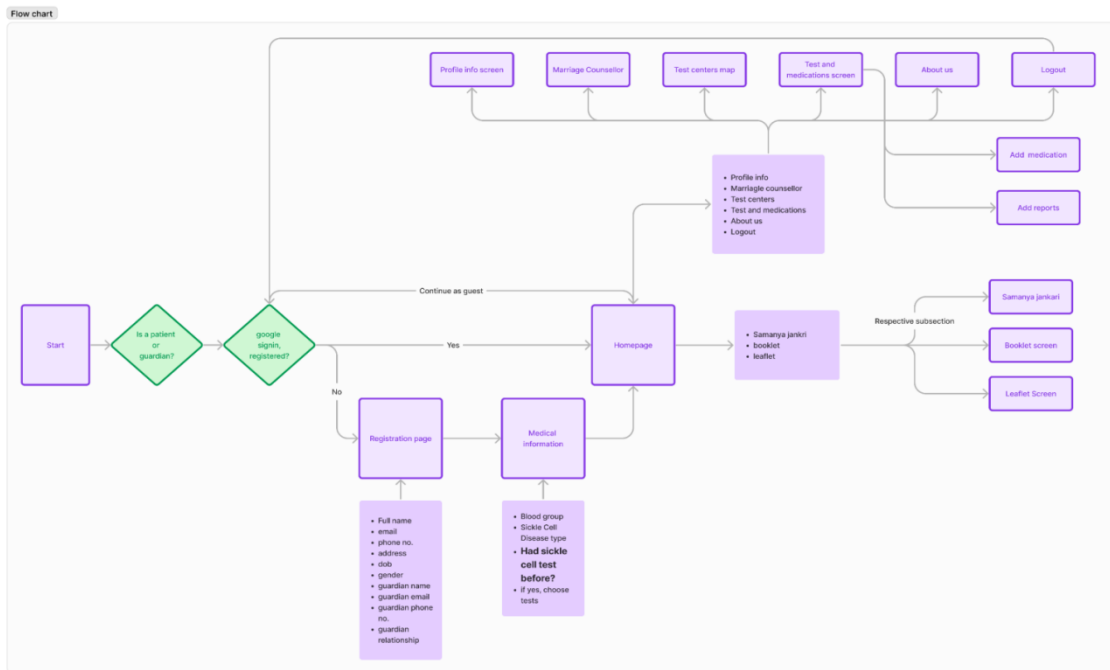 Flow chart
Profile info screen
Marriage Counsellor
Test centers map
Test and
medications screen
About us
Logout
Add medication
Add reports
• Profile info
• Marriagle counsellor
• Test centers
• Test and medications
• About us
• Logout
Continue as guest
Start
Is a patient
or
guardian?
google
signin,
registered?
Yes
No
Homepage
• Samanya jankri
• booklet
• leaflet
Respective subsection
Samanya jankari
Booklet screen
Leaflet Screen
Registration page
Medical
information
• Full name
• email
• phone no.
• address
• dob
• gender
• guardian name
• guardian email
• guardian phone
no.
• guardian
relationship
• Blood group
• Sickle Cell
Disease type
• Had sickle
cell test
before?
• if yes, choose
tests